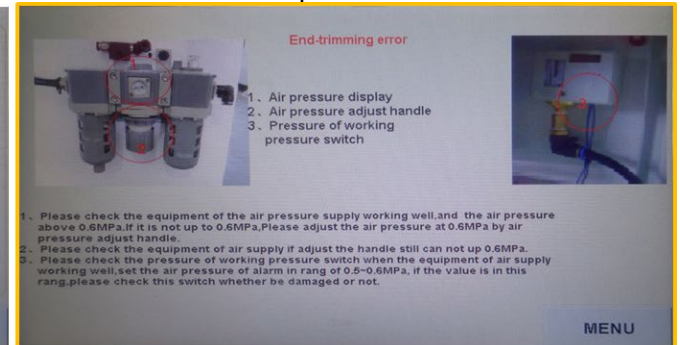 End-trimming error
1、Air pressure display
2、Air pressure adjust handle
3、Pressure of working
pressure switch
1、Please check the equipment of the air pressure supply working well,and the air pressure
above 0.6MPa.If it is not up to 0.6MPa,Please adjust the air pressure at 0.6MPa by air
pressure adjust handle.
2、Please check the equipment of air supply if adjust the handle still can not up 0.6MPa.
3、Please check the pressure of working pressure switch when the equipment of air supply
working well,set the air pressure of alarm in rang of 0.5~0.6MPa, if the value is in this
rang,please check this switch whether be damaged or not.
MENU